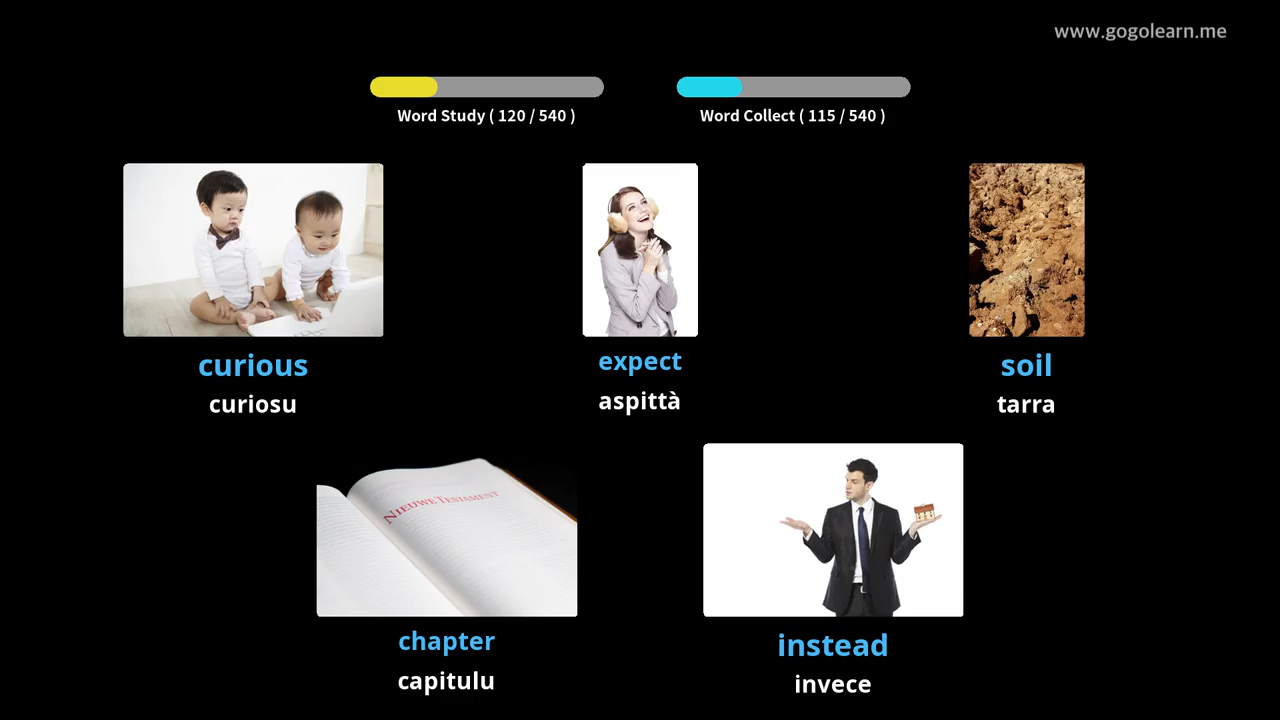 www.gogolearn.me
Word Study ( 120 / 540 )
Word Collect ( 115 / 540 )
curious
curiosu
expect
aspittà
soil
tarra
NIEUWE TESTAMENT
chapter
capitulu
instead
invece